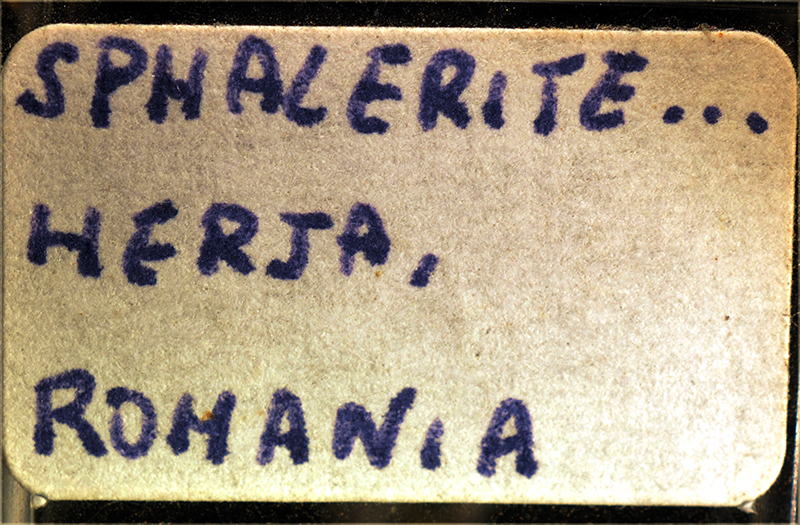 SPHALERITE...
HERJA,
ROMANIA